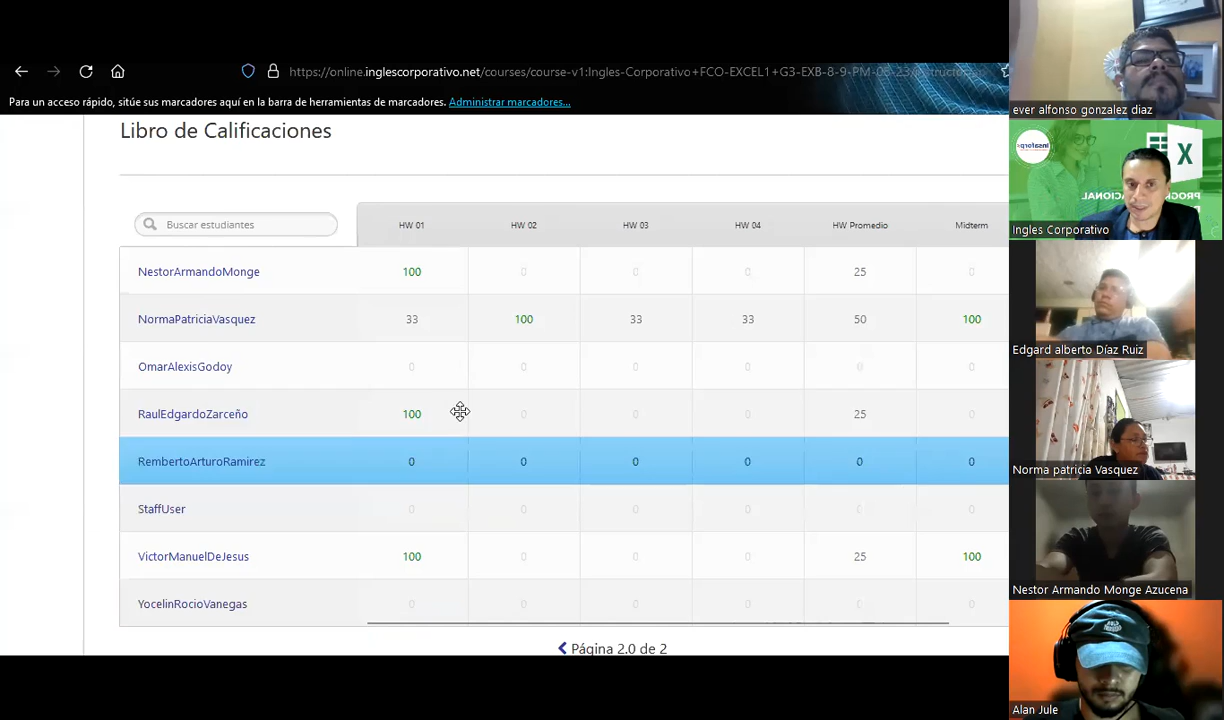 https://online.inglescorporativo.net/courses/course-v1:Ingles-Corporativo+FCO-EXCEL1+G3-EXB-8-9-PM-05-23/instructor
Para un acceso rápido, sitúe sus marcadores aquí en la barra de herramientas de marcadores. Administrar marcadores...
Libro de Calificaciones
Buscar estudiantes HW 01 HW 02 HW 03 HW 04 HW Promedio Midterm
NestorArmandoMonge 100 0 0 0 25 0
NormaPatriciaVasquez 33 100 33 33 50 100
OmarAlexisGodoy 0 0 0 0 0 0
RaulEdgardoZarceño 100 0 0 0 25 0
RembertoArturoRamirez 0 0 0 0 0 0
StaffUser 0 0 0 0 0 0
VictorManuelDeJesus 100 0 0 0 25 100
YocelinRocioVanegas 0 0 0 0 0 0
Página 2.0 de 2
ever alfonso gonzalez diaz
insaforp
X
Ingles Corporativo
Edgard alberto Díaz Ruiz
Norma patricia Vasquez
Nestor Armando Monge Azucena
Alan Jule